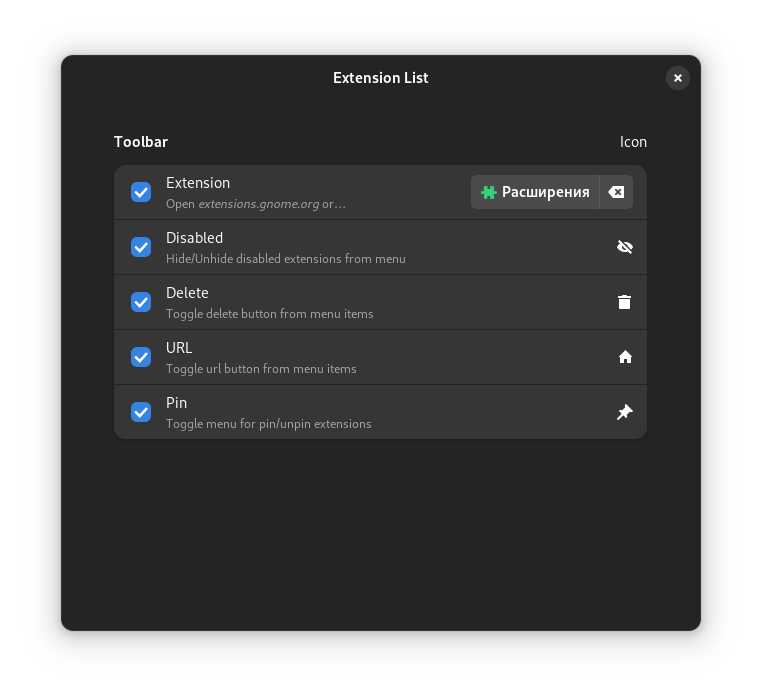 Extension List
Toolbar
Icon
Extension
Open extensions.gnome.org or…
Расширения
Disabled
Hide/Unhide disabled extensions from menu
Delete
Toggle delete button from menu items
URL
Toggle url button from menu items
Pin
Toggle menu for pin/unpin extensions